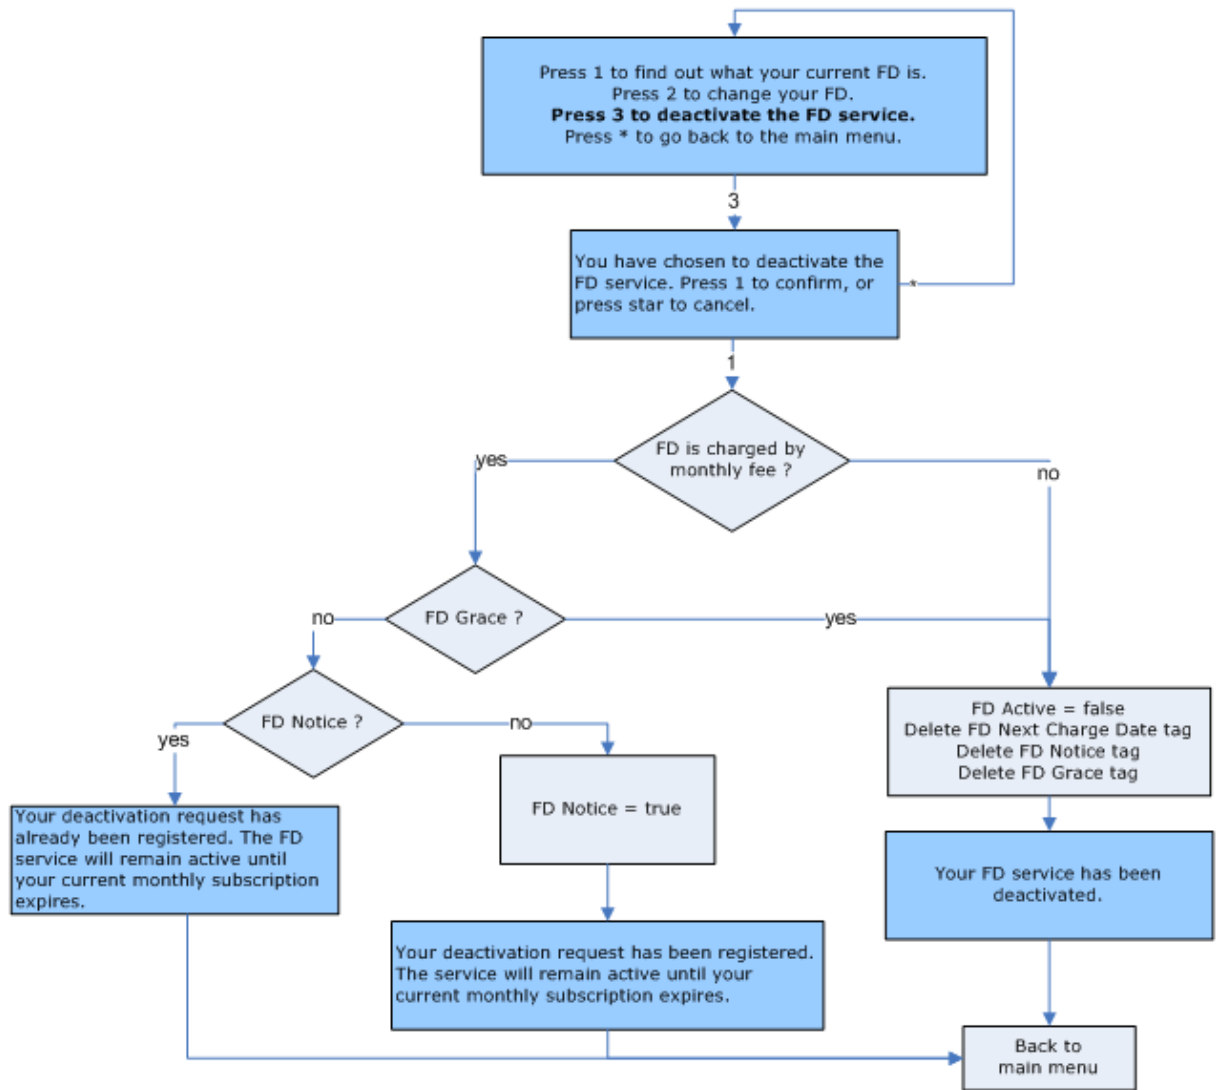 Press 1 to find out what your current FD is.
Press 2 to change your FD.
Press 3 to deactivate the FD service.
Press * to go back to the main menu.
3
You have chosen to deactivate the
FD service. Press 1 to confirm, or
press star to cancel.
*
1
FD is charged by
monthly fee ?
yes
no
FD Grace ?
no
yes
FD Notice ?
yes
no
FD Active = false
Delete FD Next Charge Date tag
Delete FD Notice tag
Delete FD Grace tag
FD Notice = true
Your deactivation request has
already been registered. The FD
service will remain active until
your current monthly subscription
expires.
Your FD service has been
deactivated.
Your deactivation request has been registered.
The service will remain active until your
current monthly subscription expires.
Back to
main menu